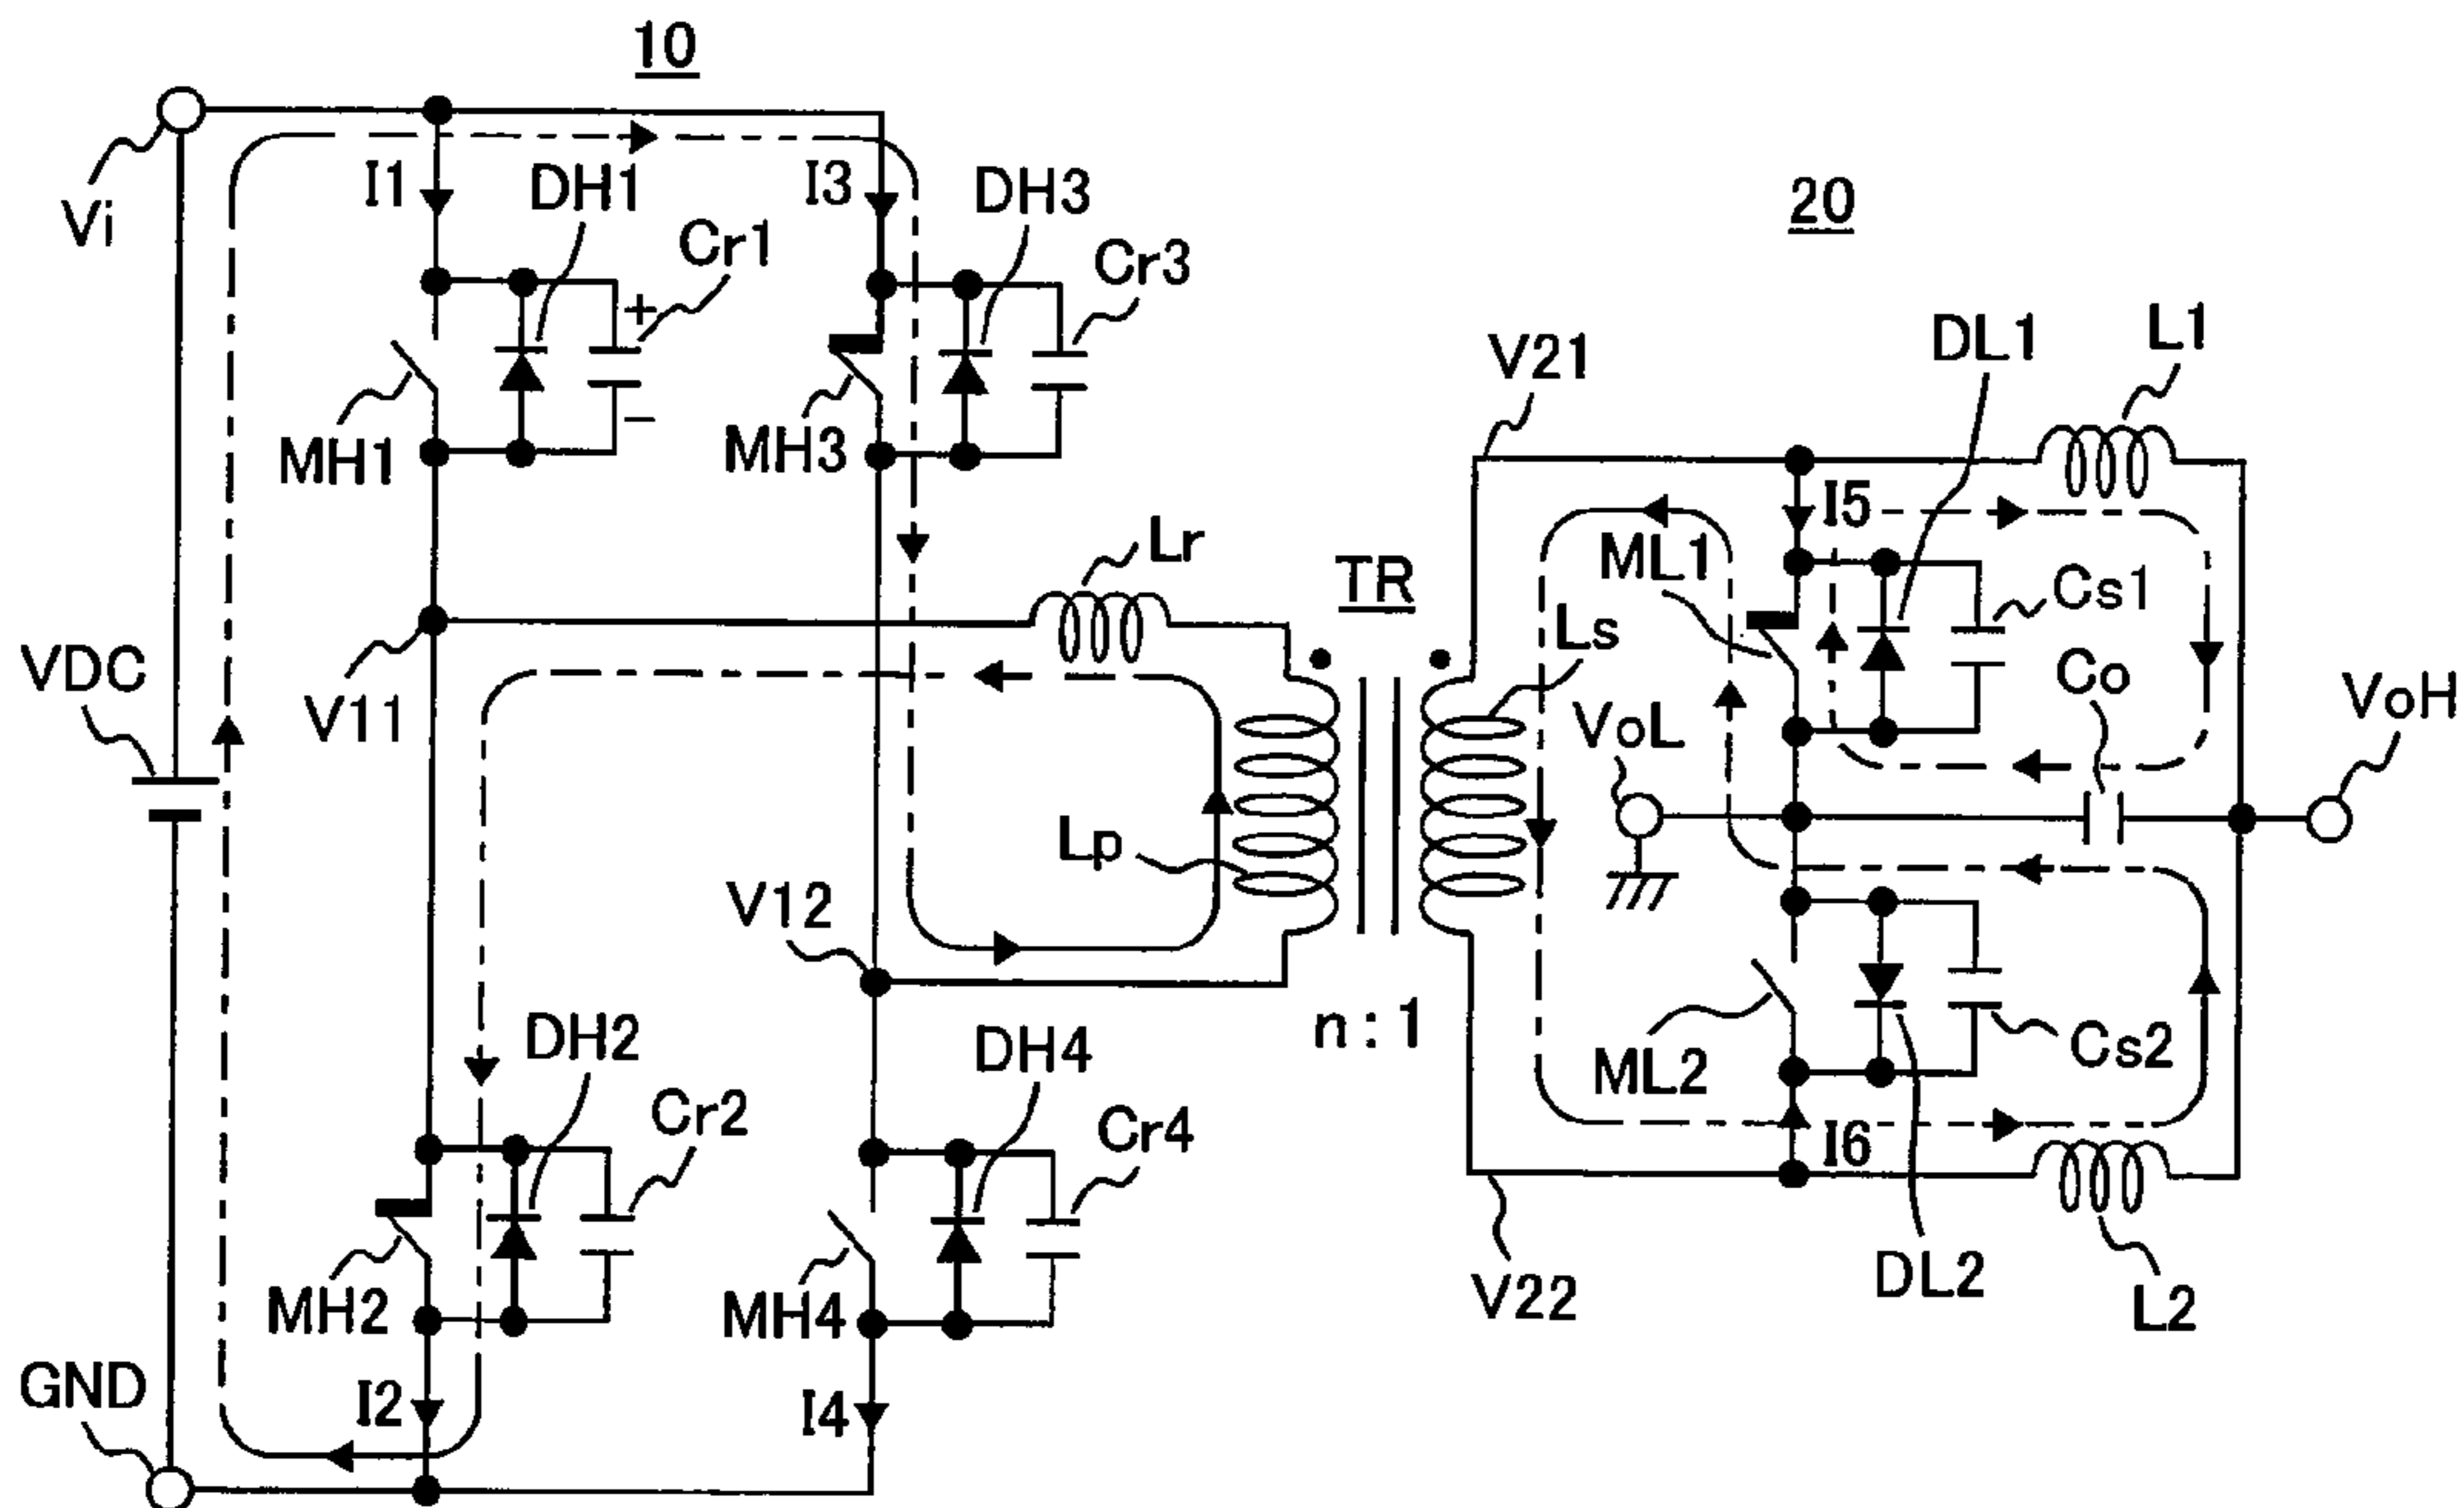 10
Vi
I1
DH1
Cr1
+
−
MH1
I3
DH3
Cr3
MH3
20
V21
DL1
L1
I5
ML1
Cs1
Lr
TR
Ls
Co
VoL
VoH
VDC
V11
Lp
V12
n : 1
DH2
Cr2
DH4
Cr4
ML2
Cs2
I6
MH2
MH4
V22
DL2
L2
GND
I2
I4